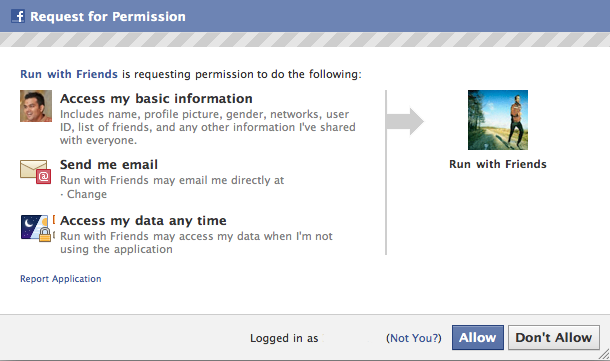 Request for Permission
Run with Friends is requesting permission to do the following:
Access my basic information
Includes name, profile picture, gender, networks, user
ID, list of friends, and any other information I've shared
with everyone.
Send me email
Run with Friends may email me directly at
- Change
Access my data any time
Run with Friends may access my data when I'm not
using the application
Run with Friends
Report Application
Logged in as (Not You?) Allow Don't Allow